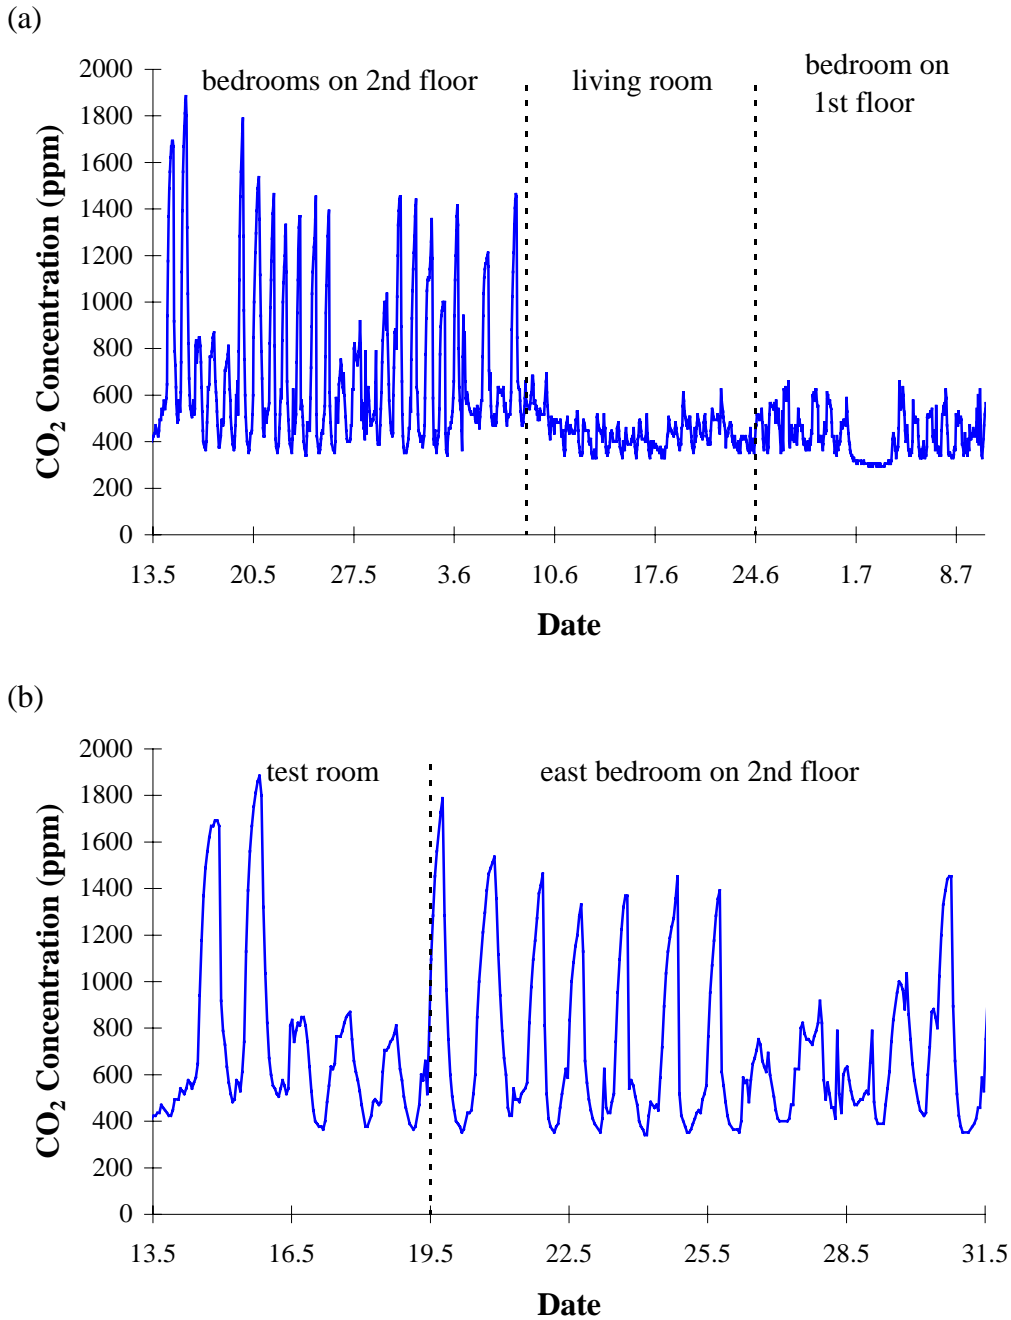 (a)
bedrooms on 2nd floor
living room
bedroom on
1st floor
CO2 Concentration (ppm)
2000
1800
1600
1400
1200
1000
800
600
400
200
0
13.5 20.5 27.5 3.6 10.6 17.6 24.6 1.7 8.7
Date
(b)
test room
east bedroom on 2nd floor
CO2 Concentration (ppm)
2000
1800
1600
1400
1200
1000
800
600
400
200
0
13.5 16.5 19.5 22.5 25.5 28.5 31.5
Date